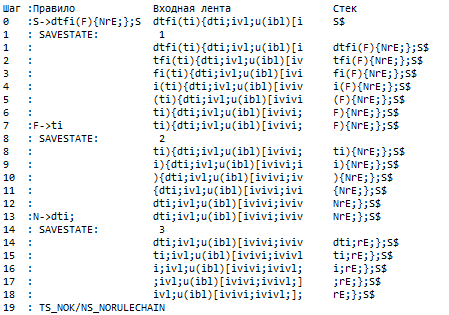 Шаг :Правило Входная лента Стек
0 :S->dtfi(F){NrE;};S dtfi(ti){dti;ivl;u(ibl)[i S$
1 : SAVESTATE: 1
1 : dtfi(ti){dti;ivl;u(ibl)[i dtfi(F){NrE;};S$
2 : tfi(ti){dti;ivl;u(ibl)[iv tfi(F){NrE;};S$
3 : fi(ti){dti;ivl;u(ibl)[ivi fi(F){NrE;};S$
4 : i(ti){dti;ivl;u(ibl)[iviv i(F){NrE;};S$
5 : (ti){dti;ivl;u(ibl)[ivivi (F){NrE;};S$
6 : ti){dti;ivl;u(ibl)[ivivi; F){NrE;};S$
7 :F->ti ti){dti;ivl;u(ibl)[ivivi; F){NrE;};S$
8 : SAVESTATE: 2
8 : ti){dti;ivl;u(ibl)[ivivi; ti){NrE;};S$
9 : i){dti;ivl;u(ibl)[ivivi;i i){NrE;};S$
10 : ){dti;ivl;u(ibl)[ivivi;iv ){NrE;};S$
11 : {dti;ivl;u(ibl)[ivivi;ivi {NrE;};S$
12 : dti;ivl;u(ibl)[ivivi;iviv NrE;};S$
13 :N->dti; dti;ivl;u(ibl)[ivivi;iviv NrE;};S$
14 : SAVESTATE: 3
14 : dti;ivl;u(ibl)[ivivi;iviv dti;rE;};S$
15 : ti;ivl;u(ibl)[ivivi;ivivl ti;rE;};S$
16 : i;ivl;u(ibl)[ivivi;ivivl; i;rE;};S$
17 : ;ivl;u(ibl)[ivivi;ivivl;] ;rE;};S$
18 : ivl;u(ibl)[ivivi;ivivl;]; rE;};S$
19 : TS_NOK/NS_NORULECHAIN